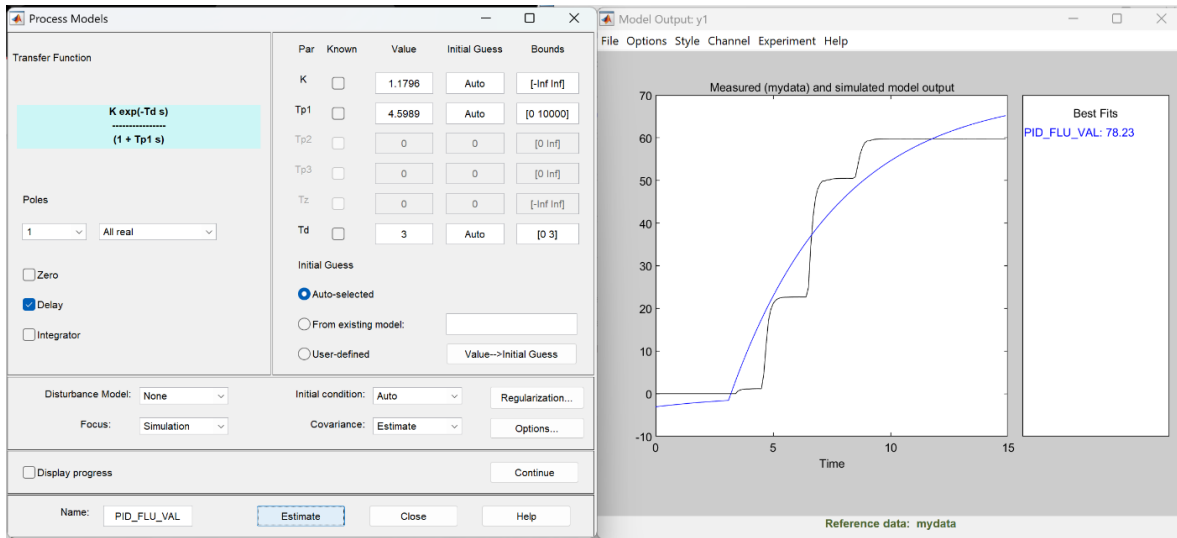 Process Models
Transfer Function
K exp(-Td s)
----------------
(1 + Tp1 s)
Poles
1 All real
Zero
Delay
Integrator
Par Known Value Initial Guess Bounds
K 1.1796 Auto [-Inf Inf]
Tp1 4.5989 Auto [0 10000]
Tp2 0 0 [0 Inf]
Tp3 0 0 [0 Inf]
Tz 0 0 [-Inf Inf]
Td 3 Auto [0 3]
Initial Guess
Auto-selected
From existing model:
User-defined Value-->Initial Guess
Disturbance Model: None Initial condition: Auto Regularization...
Focus: Simulation Covariance: Estimate Options...
Display progress Continue
Name: PID_FLU_VAL Estimate Close Help
Model Output: y1
File Options Style Channel Experiment Help
Measured (mydata) and simulated model output
70
60
50
40
30
20
10
0
-10
0 5 10 15
Time
Best Fits
PID_FLU_VAL: 78.23
Reference data: mydata